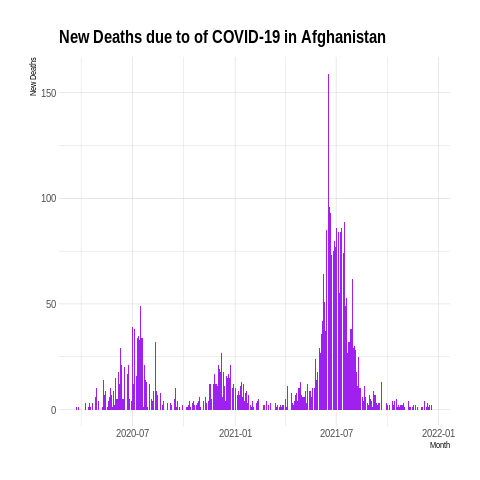 New Deaths due to of COVID-19 in Afghanistan
New Deaths
150
100
50
0
2020-07
2021-01
2021-07
2022-01
Month